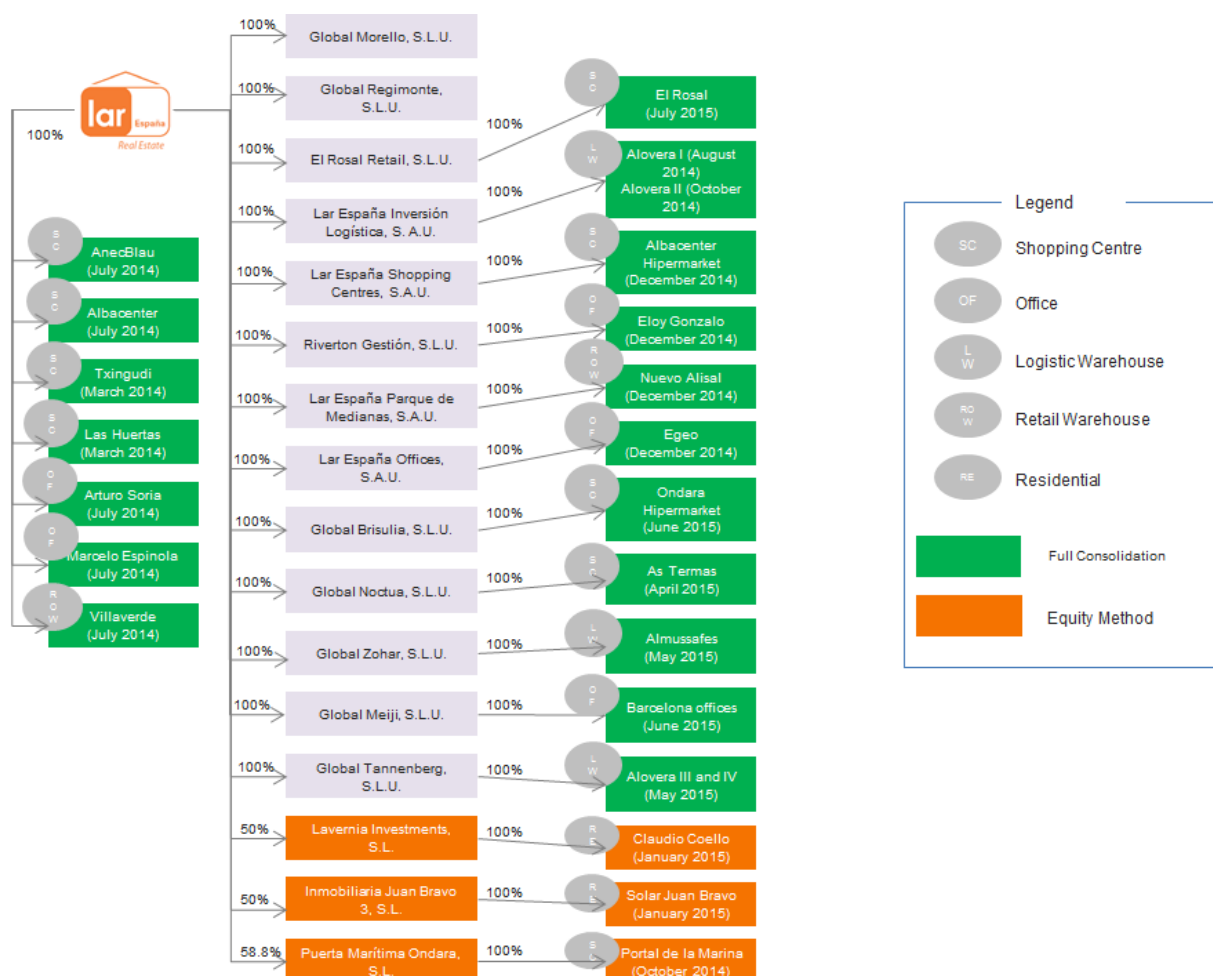 lar
España
Real Estate
100%
S
C
AnecBlau
(July 2014)
S
C
Albacenter
(July 2014)
S
C
Txingudi
(March 2014)
S
C
Las Huertas
(March 2014)
O
F
Arturo Soria
(July 2014)
O
F
Marcelo Espinola
(July 2014)
R
O
W
Villaverde
(July 2014)
100%
Global Morello, S.L.U.
100%
Global Regimonte,
S.L.U.
100%
El Rosal Retail, S.L.U.
100%
S
C
El Rosal
(July 2015)
100%
Lar España Inversión
Logística, S. A.U.
100%
L
W
Alovera I (August
2014)
Alovera II (October
2014)
100%
Lar España Shopping
Centres, S.A.U.
100%
S
C
Albacenter
Hipermarket
(December 2014)
100%
Riverton Gestión, S.L.U.
100%
O
F
Eloy Gonzalo
(December 2014)
100%
Lar España Parque de
Medianas, S.A.U.
100%
R
O
W
Nuevo Alisal
(December 2014)
100%
Lar España Offices,
S.A.U.
100%
O
F
Egeo
(December 2014)
100%
Global Brisulia, S.L.U.
100%
S
C
Ondara
Hipermarket
(June 2015)
100%
Global Noctua, S.L.U.
100%
S
C
As Termas
(April 2015)
100%
Global Zohar, S.L.U.
100%
L
W
Almussafes
(May 2015)
100%
Global Meiji, S.L.U.
100%
O
F
Barcelona offices
(June 2015)
100%
Global Tannenberg,
S.L.U.
100%
L
W
Alovera III and IV
(May 2015)
50%
Lavernia Investments,
S.L.
100%
R
E
Claudio Coello
(January 2015)
50%
Inmobiliaria Juan Bravo
3, S.L.
100%
R
E
Solar Juan Bravo
(January 2015)
58.8%
Puerta Marítima Ondara,
S.L.
100%
S
C
Portal de la Marina
(October 2014)
Legend
SC
Shopping Centre
OF
Office
L
W
Logistic Warehouse
RO
W
Retail Warehouse
RE
Residential
Full Consolidation
Equity Method